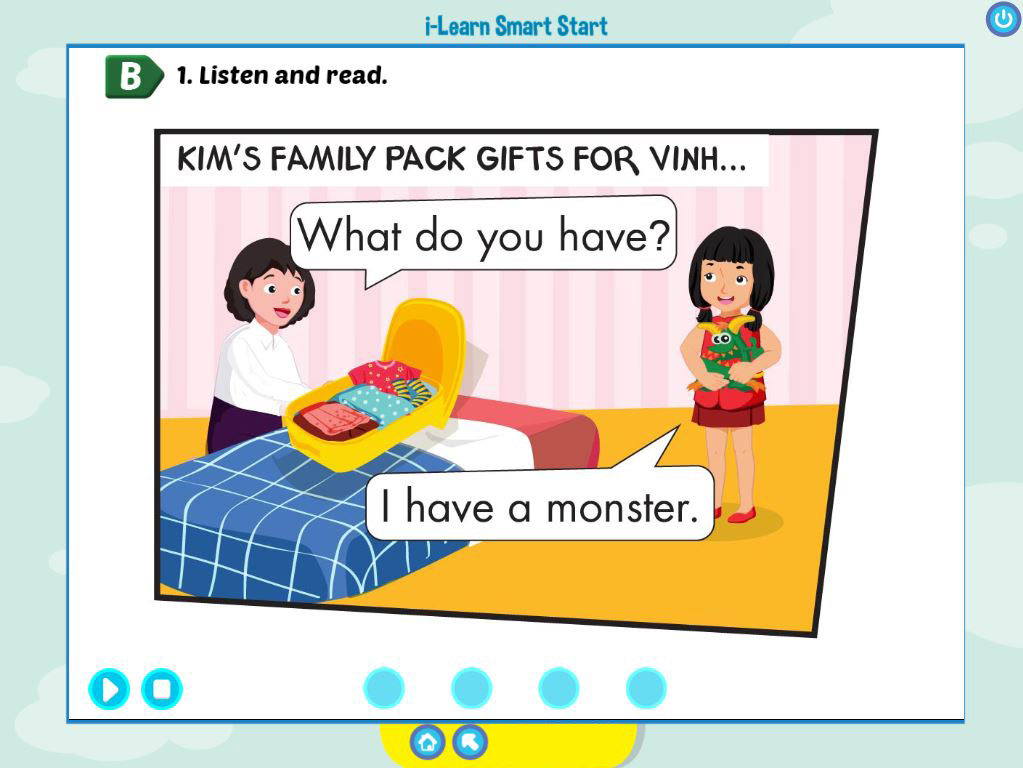 i-Learn Smart Start
B 1. Listen and read.
KIM'S FAMILY PACK GIFTS FOR VINH...
What do you have?
I have a monster.